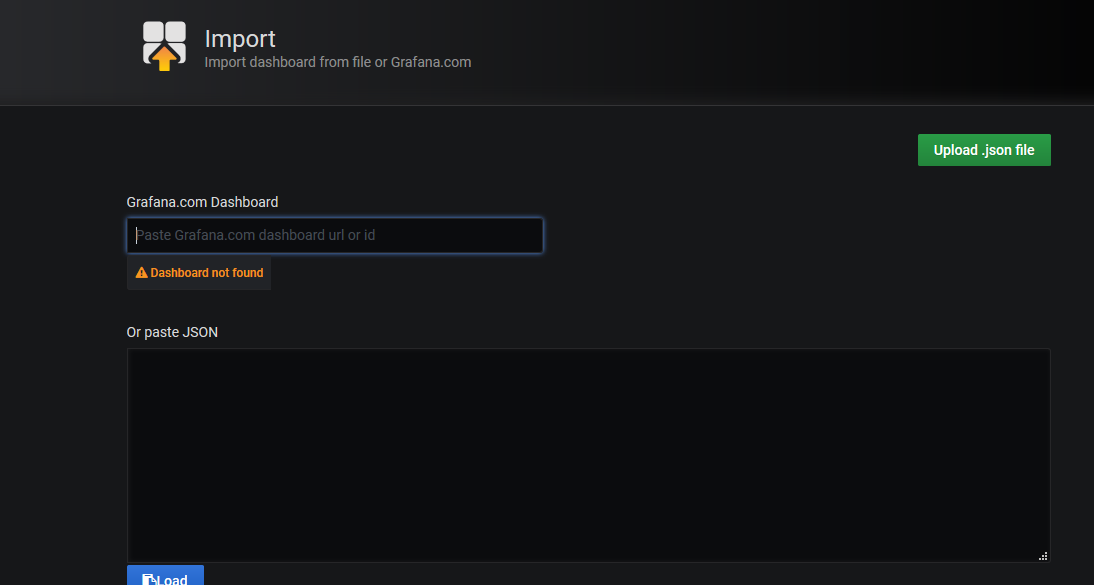 Import
Import dashboard from file or Grafana.com
Upload .json file
Grafana.com Dashboard
Paste Grafana.com dashboard url or id
Dashboard not found
Or paste JSON
Load